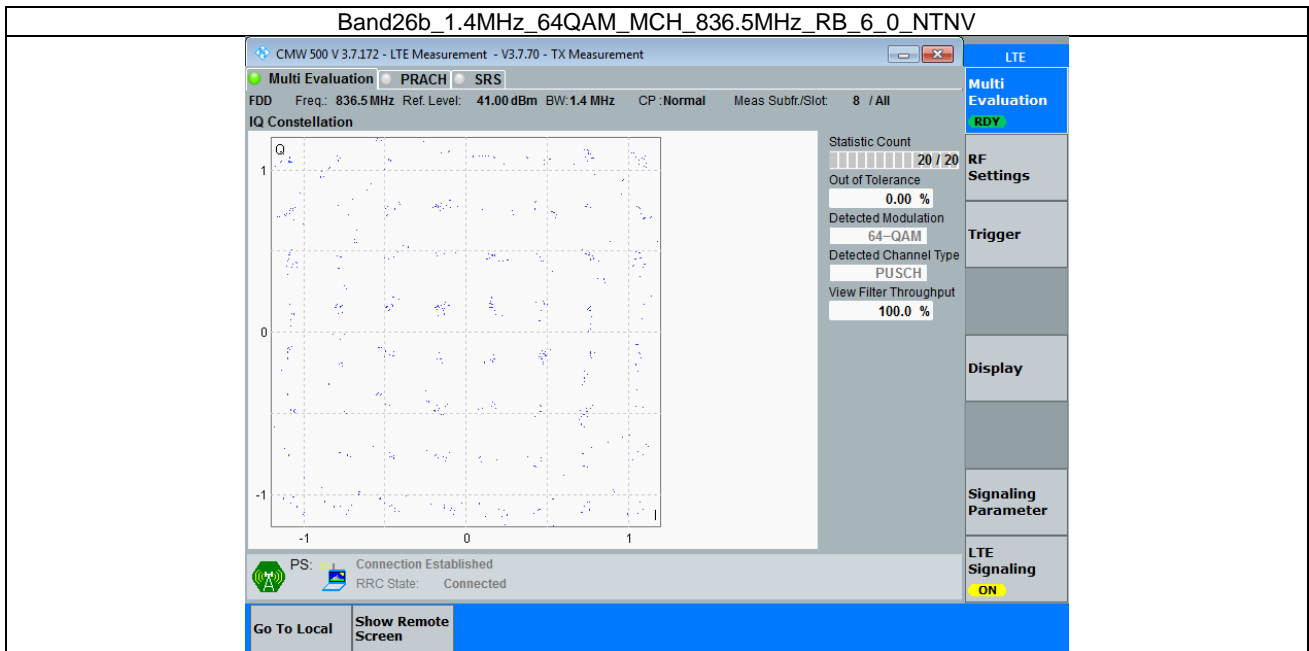 Band26b_1.4MHz_64QAM_MCH_836.5MHz_RB_6_0_NTNV
CMW 500 V 3.7.172 - LTE Measurement - V3.7.70 - TX Measurement
LTE
Multi Evaluation PRACH SRS
Multi
Evaluation
RDY
FDD Freq.: 836.5 MHz Ref. Level: 41.00 dBm BW: 1.4 MHz CP : Normal Meas Subfr./Slot: 8 / All
IQ Constellation
Q
1
0
-1
I
-1 0 1
Statistic Count
20 / 20
Out of Tolerance
0.00 %
Detected Modulation
64-QAM
Detected Channel Type
PUSCH
View Filter Throughput
100.0 %
RF
Settings
Trigger
Display
Signaling
Parameter
LTE
Signaling
ON
PS: Connection Established
RRC State: Connected
Go To Local
Show Remote
Screen